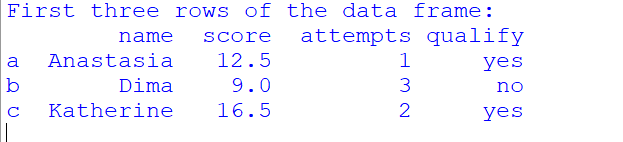 First three rows of the data frame:
        name  score  attempts qualify
a  Anastasia   12.5         1     yes
b       Dima    9.0         3      no
c  Katherine   16.5         2     yes